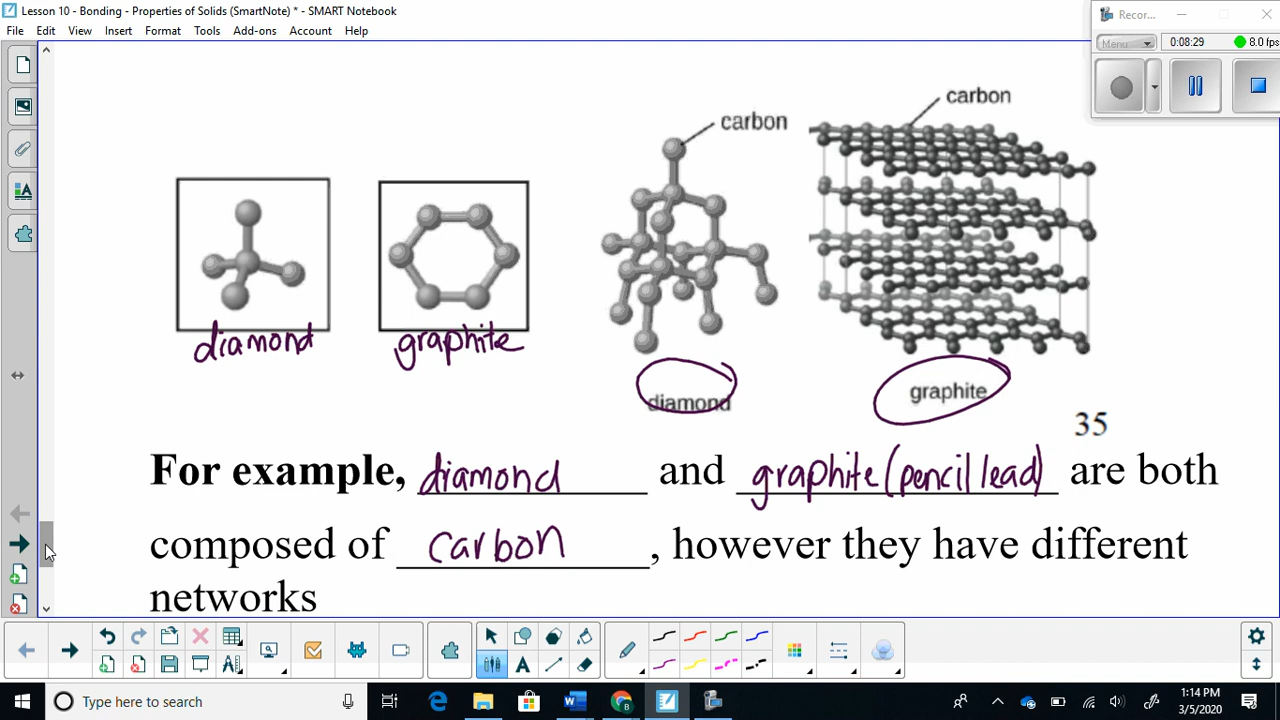 Lesson 10 - Bonding - Properties of Solids (SmartNote) * - SMART Notebook
File Edit View Insert Format Tools Add-ons Account Help
Recor...
Menu 0:08:29 8.0 fps
carbon
carbon
diamond
graphite
diamond
graphite
35
For example, diamond and graphite (pencil lead) are both
composed of carbon, however they have different
networks
Type here to search
1:14 PM
3/5/2020